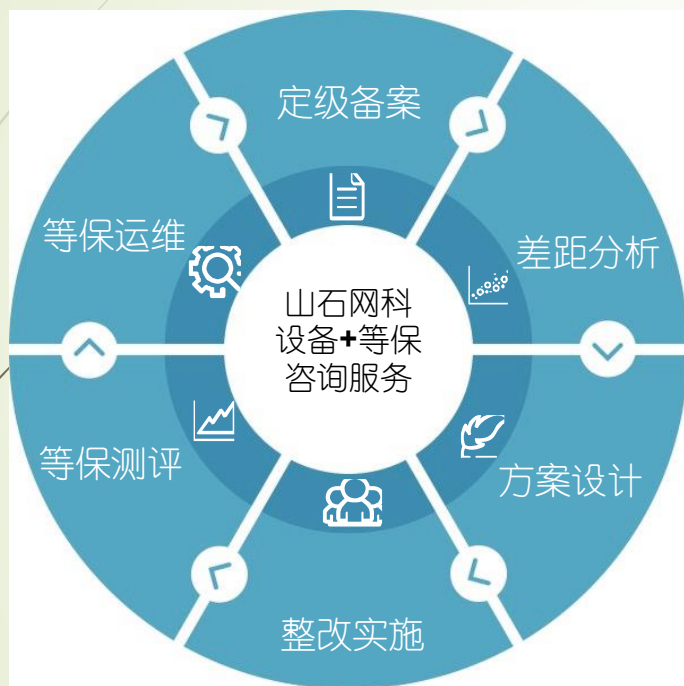 定级备案
差距分析
方案设计
整改实施
等保测评
等保运维
山石网科
设备+等保
咨询服务